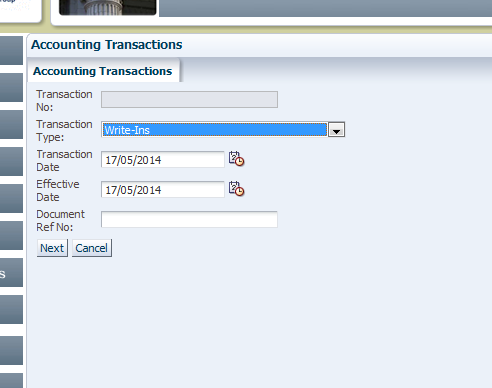 Accounting Transactions
Accounting Transactions
Transaction
No:
Transaction
Type:
Write-Ins
Transaction
Date
17/05/2014
Effective
Date
17/05/2014
Document
Ref No:
Next Cancel